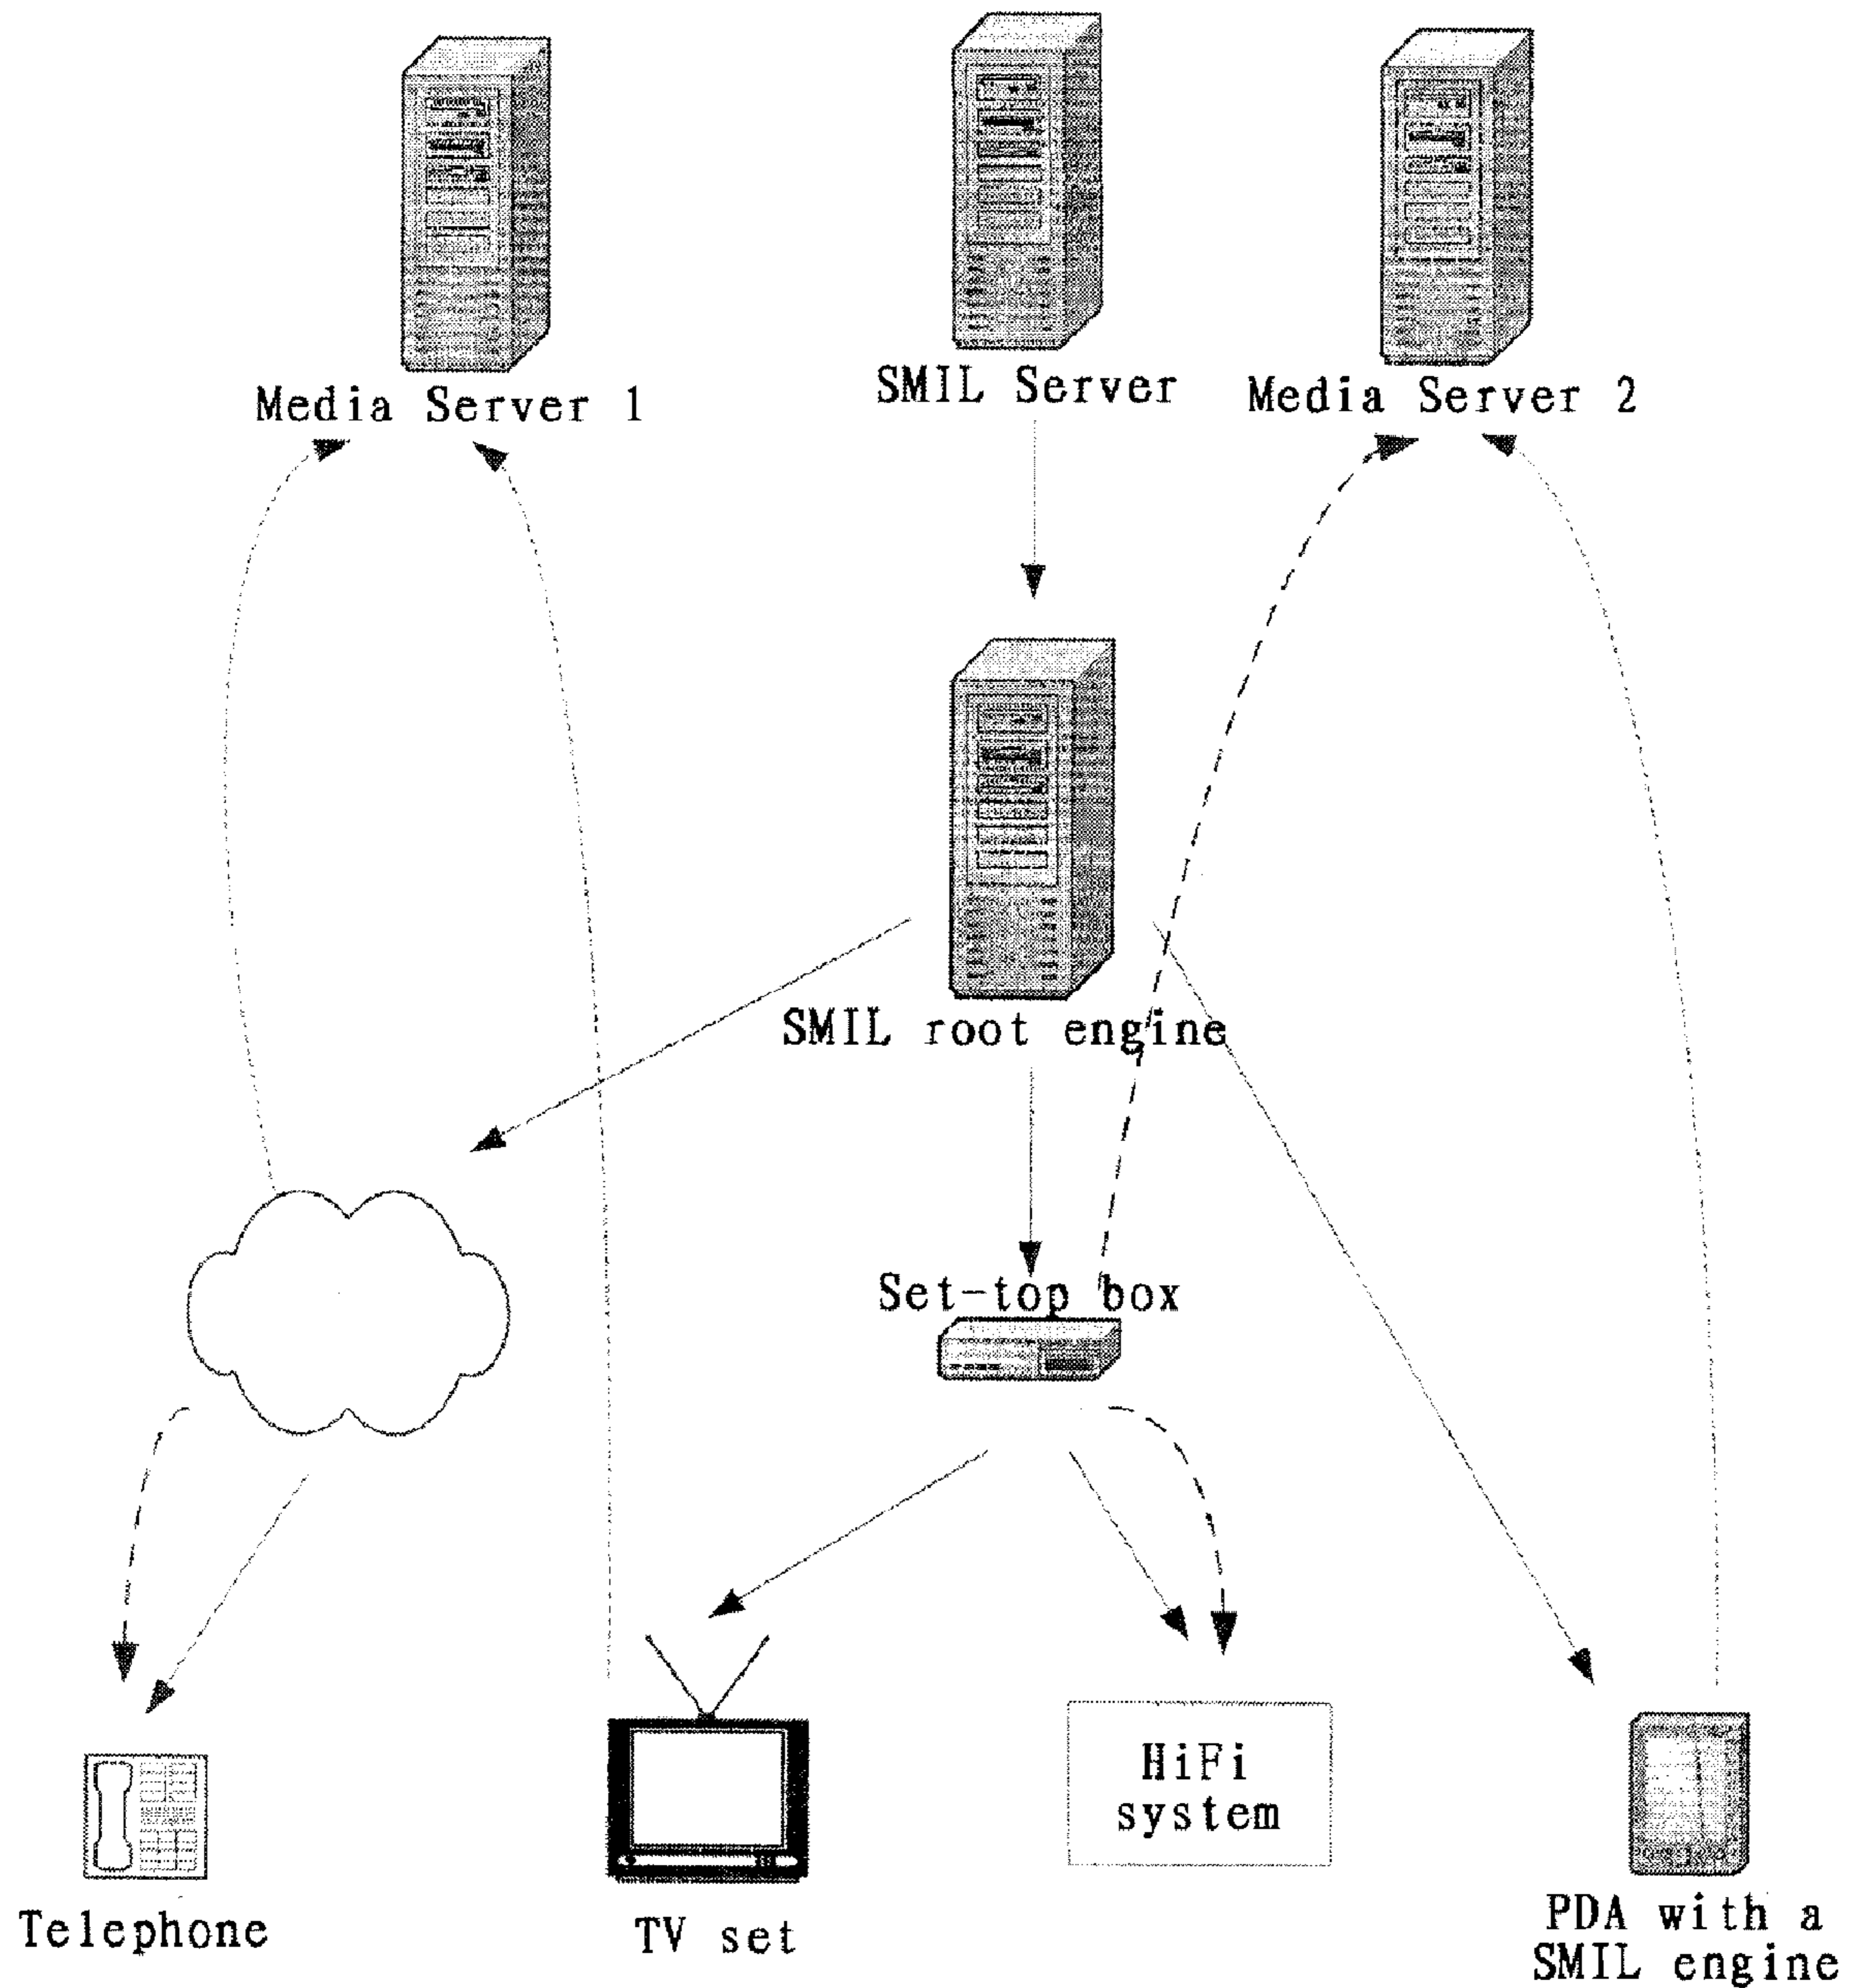 Media Server 1
SMIL Server
Media Server 2
SMIL root engine
Set-top box
HiFi
system
Telephone
TV set
PDA with a
SMIL engine